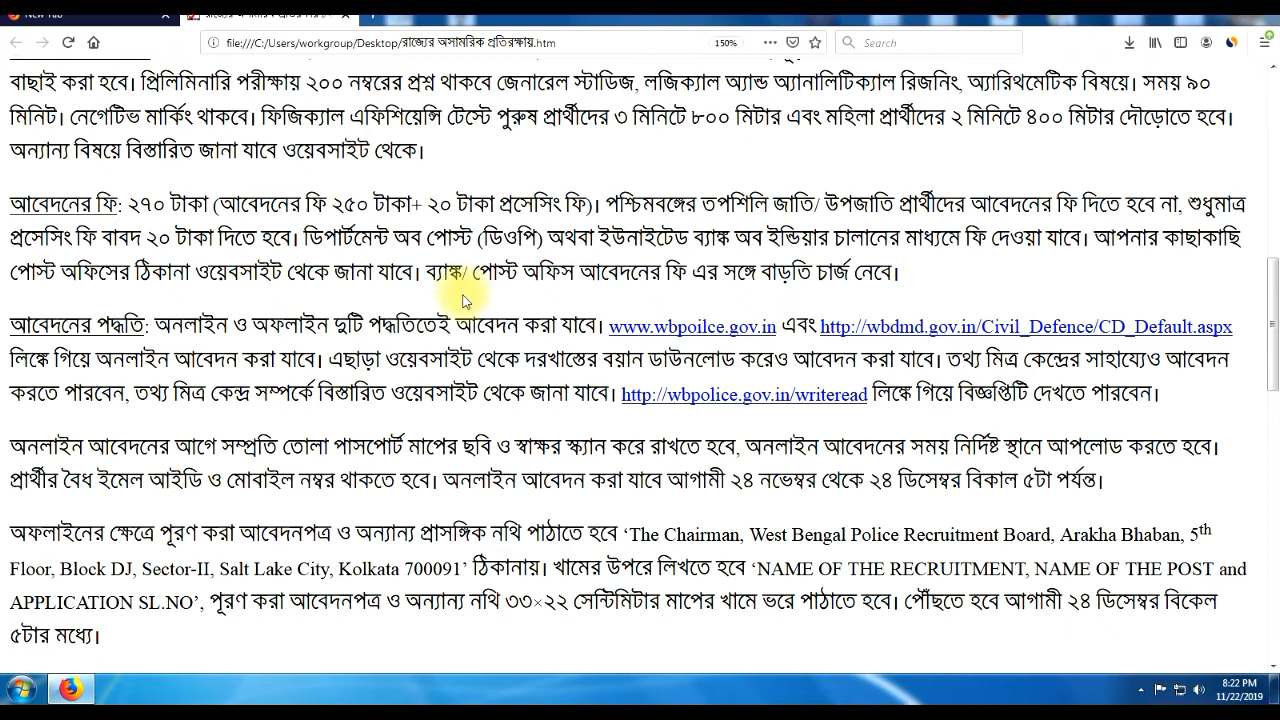 New Tab
file:///C:/Users/workgroup/Desktop/রাজ্যের অসামরিক প্রতিরক্ষায়.htm
150%
Search
বাছাই করা হবে। প্রিলিমিনারি পরীক্ষায় ২০০ নম্বরের প্রশ্ন থাকবে জেনারেল স্টাডিজ, লজিক্যাল অ্যান্ড অ্যানালিটিক্যাল রিজনিং, অ্যারিথমেটিক বিষয়ে। সময় ৯০
মিনিট। নেগেটিভ মার্কিং থাকবে। ফিজিক্যাল এফিশিয়েন্সি টেস্টে পুরুষ প্রার্থীদের ৩ মিনিটে ৮০০ মিটার এবং মহিলা প্রার্থীদের ২ মিনিটে ৪০০ মিটার দৌড়োতে হবে।
অন্যান্য বিষয়ে বিস্তারিত জানা যাবে ওয়েবসাইট থেকে।
আবেদনের ফি: ২৭০ টাকা (আবেদনের ফি ২৫০ টাকা+ ২০ টাকা প্রসেসিং ফি)। পশ্চিমবঙ্গের তপশিলি জাতি/ উপজাতি প্রার্থীদের আবেদনের ফি দিতে হবে না, শুধুমাত্র
প্রসেসিং ফি বাবদ ২০ টাকা দিতে হবে। ডিপার্টমেন্ট অব পোস্ট (ডিওপি) অথবা ইউনাইটেড ব্যাঙ্ক অব ইন্ডিয়ার চালানের মাধ্যমে ফি দেওয়া যাবে। আপনার কাছাকাছি
পোস্ট অফিসের ঠিকানা ওয়েবসাইট থেকে জানা যাবে। ব্যাঙ্ক/ পোস্ট অফিস আবেদনের ফি এর সঙ্গে বাড়তি চার্জ নেবে।
আবেদনের পদ্ধতি: অনলাইন ও অফলাইন দুটি পদ্ধতিতেই আবেদন করা যাবে। www.wbpoilce.gov.in এবং http://wbdmd.gov.in/Civil_Defence/CD_Default.aspx
লিঙ্কে গিয়ে অনলাইন আবেদন করা যাবে। এছাড়া ওয়েবসাইট থেকে দরখাস্তের বয়ান ডাউনলোড করেও আবেদন করা যাবে। তথ্য মিত্র কেন্দ্রের সাহায্যেও আবেদন
করতে পারবেন, তথ্য মিত্র কেন্দ্র সম্পর্কে বিস্তারিত ওয়েবসাইট থেকে জানা যাবে। http://wbpolice.gov.in/writeread লিঙ্কে গিয়ে বিজ্ঞপ্তিটি দেখতে পারবেন।
অনলাইন আবেদনের আগে সম্প্রতি তোলা পাসপোর্ট মাপের ছবি ও স্বাক্ষর স্ক্যান করে রাখতে হবে, অনলাইন আবেদনের সময় নির্দিষ্ট স্থানে আপলোড করতে হবে।
প্রার্থীর বৈধ ইমেল আইডি ও মোবাইল নম্বর থাকতে হবে। অনলাইন আবেদন করা যাবে আগামী ২৪ নভেম্বর থেকে ২৪ ডিসেম্বর বিকাল ৫টা পর্যন্ত।
অফলাইনের ক্ষেত্রে পূরণ করা আবেদনপত্র ও অন্যান্য প্রাসঙ্গিক নথি পাঠাতে হবে ‘The Chairman, West Bengal Police Recruitment Board, Arakha Bhaban, 5th
Floor, Block DJ, Sector-II, Salt Lake City, Kolkata 700091’ ঠিকানায়। খামের উপরে লিখতে হবে ‘NAME OF THE RECRUITMENT, NAME OF THE POST and
APPLICATION SL.NO’, পূরণ করা আবেদনপত্র ও অন্যান্য নথি ৩৩×২২ সেন্টিমিটার মাপের খামে ভরে পাঠাতে হবে। পৌঁছতে হবে আগামী ২৪ ডিসেম্বর বিকেল
৫টার মধ্যে।
8:22 PM
11/22/2019